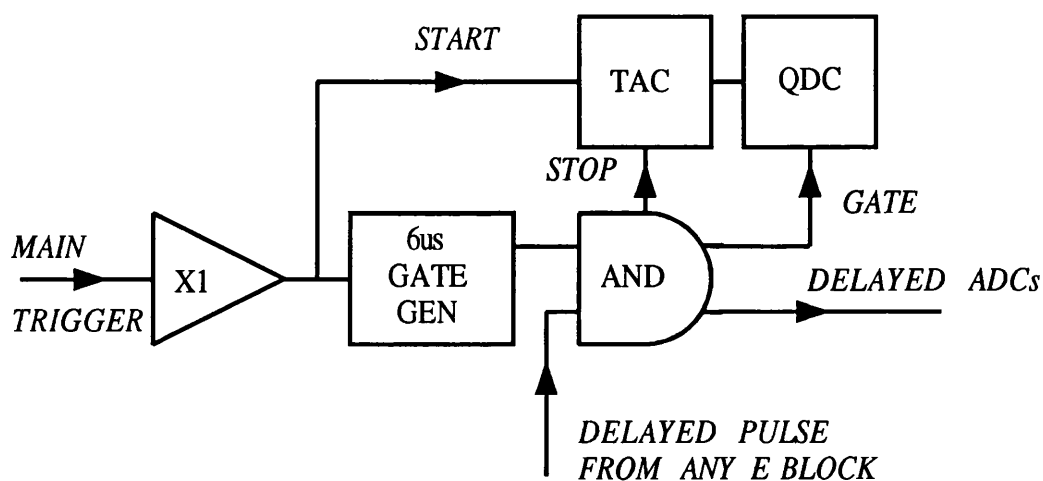 START
TAC
QDC
STOP
GATE
MAIN
TRIGGER
X1
6us
GATE
GEN
AND
DELAYED ADCs
DELAYED PULSE
FROM ANY E BLOCK